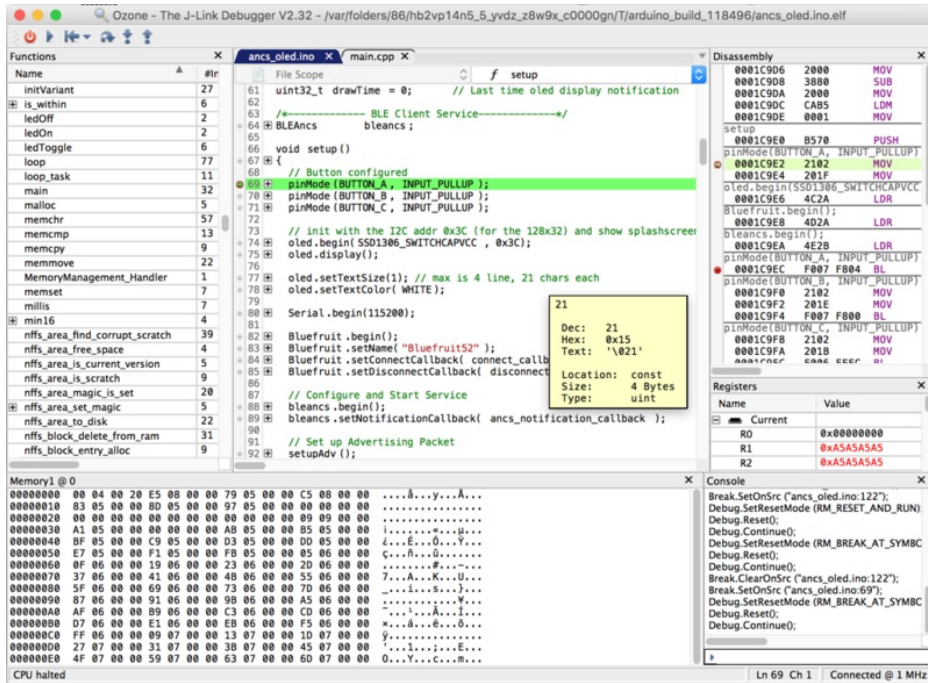 Ozone - The J-Link Debugger V2.32 - /var/folders/86/hb2vp14n5_5_yvdz_z8w9x_c0000gn/T/arduino_build_118496/ancs_oled.ino.elf
Functions
Name #Ir
initVariant 27
is_within 6
ledOff 2
ledOn 2
ledToggle 6
loop 77
loop_task 11
main 32
malloc 5
memchr 57
memcmp 13
memcpy 9
memmove 22
MemoryManagement_Handler 1
memset 7
millis 7
min16 4
nffs_area_find_corrupt_scratch 39
nffs_area_free_space 4
nffs_area_is_current_version 5
nffs_area_is_scratch 9
nffs_area_magic_is_set 20
nffs_area_set_magic 5
nffs_area_to_disk 22
nffs_block_delete_from_ram 31
nffs_block_entry_alloc 9
ancs_oled.ino X main.cpp X
File Scope f setup
61 uint32_t drawTime = 0; // Last time oled display notification
62
63 /*------------- BLE Client Service-------------*/
64 BLEAncs bleancs;
65
66 void setup()
67 {
68 // Button configured
69 pinMode(BUTTON_A, INPUT_PULLUP);
70 pinMode(BUTTON_B, INPUT_PULLUP);
71 pinMode(BUTTON_C, INPUT_PULLUP);
72
73 // init with the I2C addr 0x3C (for the 128x32) and show splashscreen
74 oled.begin(SSD1306_SWITCHCAPVCC, 0x3C);
75 oled.display();
76
77 oled.setTextSize(1); // max is 4 line, 21 chars each
78 oled.setTextColor(WHITE);
79
80 Serial.begin(115200);
81
82 Bluefruit.begin();
83 Bluefruit.setName("Bluefruit52");
84 Bluefruit.setConnectCallback( connect_callb
85 Bluefruit.setDisconnectCallback( disconnect
86
87 // Configure and Start Service
88 bleancs.begin();
89 bleancs.setNotificationCallback( ancs_notification_callback );
90
91 // Set up Advertising Packet
92 setupAdv();
21
Dec: 21
Hex: 0x15
Text: '\021'
Location: const
Size: 4 Bytes
Type: uint
Disassembly
0001C9D6 2000 MOV
0001C9D8 3880 SUB
0001C9DA 2000 MOV
0001C9DC CAB5 LDM
0001C9DE 0001 MOV
setup
0001C9E0 B570 PUSH
pinMode(BUTTON_A, INPUT_PULLUP)
0001C9E2 2102 MOV
0001C9E4 201F MOV
oled.begin(SSD1306_SWITCHCAPVCC
0001C9E6 4C2A LDR
Bluefruit.begin();
0001C9E8 4D2A LDR
bleancs.begin();
0001C9EA 4E2B LDR
pinMode(BUTTON_A, INPUT_PULLUP)
0001C9EC F007 F804 BL
pinMode(BUTTON_B, INPUT_PULLUP)
0001C9F0 2102 MOV
0001C9F2 201E MOV
0001C9F4 F007 F800 BL
pinMode(BUTTON_C, INPUT_PULLUP)
0001C9F8 2102 MOV
0001C9FA 201B MOV
Registers
Name Value
Current
R0 0x00000000
R1 0xA5A5A5A5
R2 0xA5A5A5A5
Memory1 @ 0
00000000 00 04 00 20 E5 08 00 00 79 05 00 00 C5 08 00 00 ....å...y...Å...
00000010 83 05 00 00 8D 05 00 00 97 05 00 00 00 00 00 00 ................
00000020 00 00 00 00 00 00 00 00 00 00 00 00 09 09 00 00 ................
00000030 A1 05 00 00 00 00 00 00 AB 05 00 00 B5 05 00 00 ¡.......«...µ...
00000040 BF 05 00 00 C9 05 00 00 D3 05 00 00 DD 05 00 00 ¿...É...Ó...Ý...
00000050 E7 05 00 00 F1 05 00 00 FB 05 00 00 05 06 00 00 ç...ñ...û.......
00000060 0F 06 00 00 19 06 00 00 23 06 00 00 2D 06 00 00 ........#...-...
00000070 37 06 00 00 41 06 00 00 4B 06 00 00 55 06 00 00 7...A...K...U...
00000080 5F 06 00 00 69 06 00 00 73 06 00 00 7D 06 00 00 _...i...s...}...
00000090 87 06 00 00 91 06 00 00 9B 06 00 00 A5 06 00 00 ............¥...
000000A0 AF 06 00 00 B9 06 00 00 C3 06 00 00 CD 06 00 00 ¯...¹...Ã...Í...
000000B0 D7 06 00 00 E1 06 00 00 EB 06 00 00 F5 06 00 00 ×...á...ë...õ...
000000C0 FF 06 00 00 09 07 00 00 13 07 00 00 1D 07 00 00 ÿ...............
000000D0 27 07 00 00 31 07 00 00 3B 07 00 00 45 07 00 00 '...1...;...E...
000000E0 4F 07 00 00 59 07 00 00 63 07 00 00 6D 07 00 00 O...Y...c...m...
Console
Break.SetOnSrc ("ancs_oled.ino:122");
Debug.SetResetMode (RM_RESET_AND_RUN)
Debug.Reset();
Debug.Continue();
Debug.SetResetMode (RM_BREAK_AT_SYMBC
Debug.Reset();
Debug.Continue();
Break.ClearOnSrc ("ancs_oled.ino:122");
Break.SetOnSrc ("ancs_oled.ino:69");
Debug.SetResetMode (RM_BREAK_AT_SYMBC
Debug.Reset();
Debug.Continue();
CPU halted
Ln 69 Ch 1 Connected @ 1 MHz